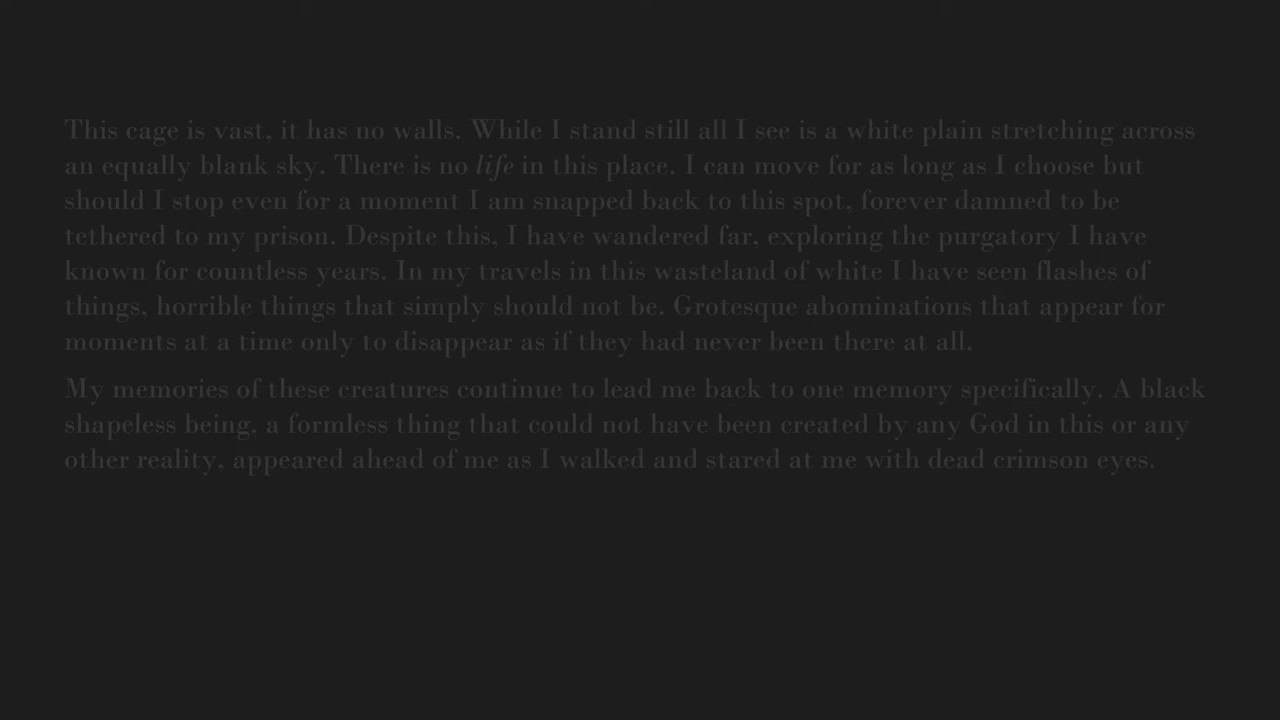 This cage is vast, it has no walls. While I stand still all I see is a white plain stretching across
an equally blank sky. There is no life in this place. I can move for as long as I choose but
should I stop even for a moment I am snapped back to this spot, forever damned to be
tethered to my prison. Despite this, I have wandered far, exploring the purgatory I have
known for countless years. In my travels in this wasteland of white I have seen flashes of
things, horrible things that simply should not be. Grotesque abominations that appear for
moments at a time only to disappear as if they had never been there at all.
My memories of these creatures continue to lead me back to one memory specifically. A black
shapeless being, a formless thing that could not have been created by any God in this or any
other reality, appeared ahead of me as I walked and stared at me with dead crimson eyes.